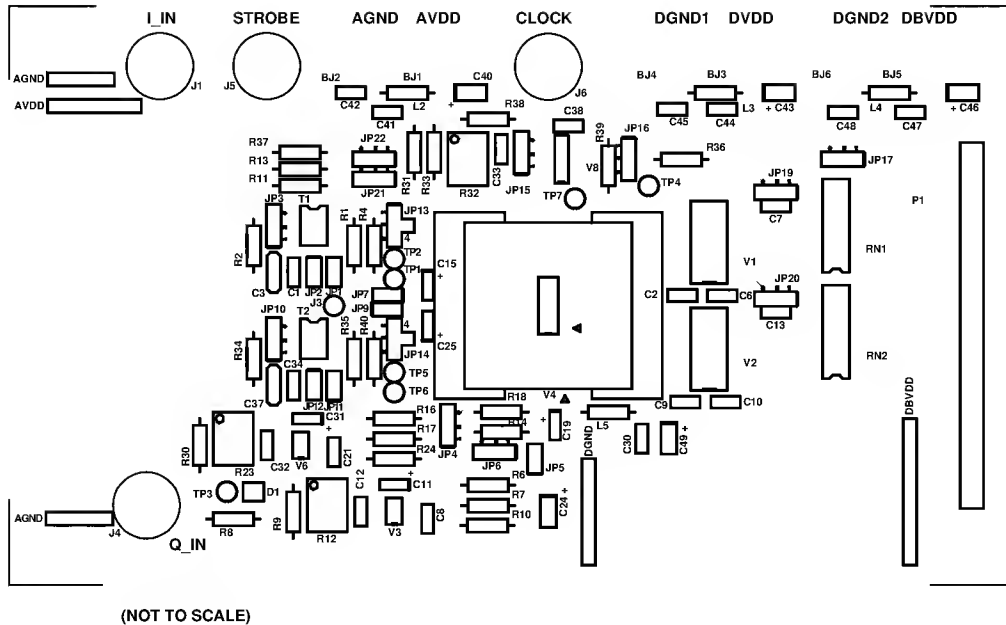 I_IN STROBE AGND AVDD CLOCK DGND1 DVDD DGND2 DBVDD
AGND
AVDD
J1
J5
BJ2
BJ1
C40
J6
BJ4
BJ3
BJ6
BJ5
C42
L2
+
C41
R38
C38
R39
JP16
C45
C44
L3
+ C43
C48
L4
C47
+ C46
R37
R13
R11
JP22
JP21
R31
R33
R32
C33
JP15
TP7
V8
TP4
R36
JP19
C7
JP17
P1
JP3
T1
R1
R4
JP13
4
TP2
TP1
C15
+
R2
C3
C1
JP2
JP1
J3
JP7
JP9
C2
V1
C6
JP20
C13
RN1
JP10
T2
R35
R40
4
JP14
+
C25
R34
C34
TP5
TP6
V2
RN2
C37
JP12
JP11
V4
C9
C10
DBVDD
C31
+
R16
R17
R24
JP4
R18
R14
JP6
+
C19
L5
DGND
C30
C49
+
R30
R23
C32
V6
C21
C12
+
C11
JP5
R6
R7
R10
C24
+
TP3
D1
R9
R12
V3
C8
AGND
J4
R8
Q_IN
(NOT TO SCALE)